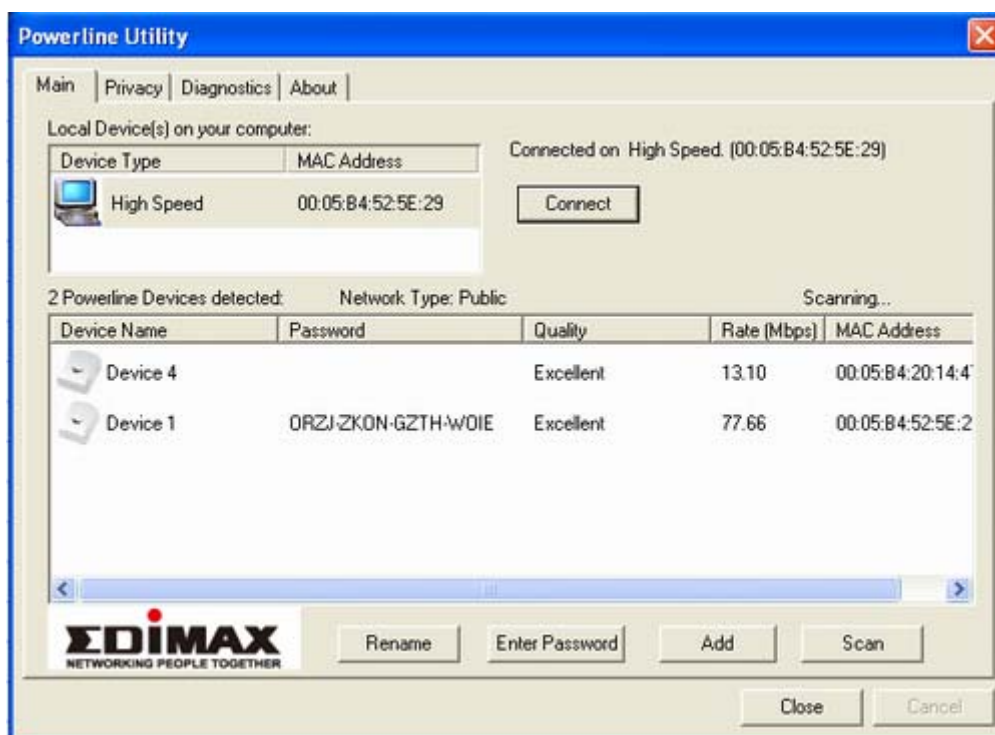 Powerline Utility
Main Privacy Diagnostics About
Local Device(s) on your computer:
Device Type MAC Address
High Speed 00:05:B4:52:5E:29
Connected on High Speed. (00:05:B4:52:5E:29)
Connect
2 Powerline Devices detected: Network Type: Public Scanning...
Device Name Password Quality Rate (Mbps) MAC Address
Device 4 Excellent 13.10 00:05:B4:20:14:4
Device 1 ORZJ-ZKON-GZTH-WOIE Excellent 77.66 00:05:B4:52:5E:2
EDIMAX
NETWORKING PEOPLE TOGETHER
Rename Enter Password Add Scan
Close Cancel